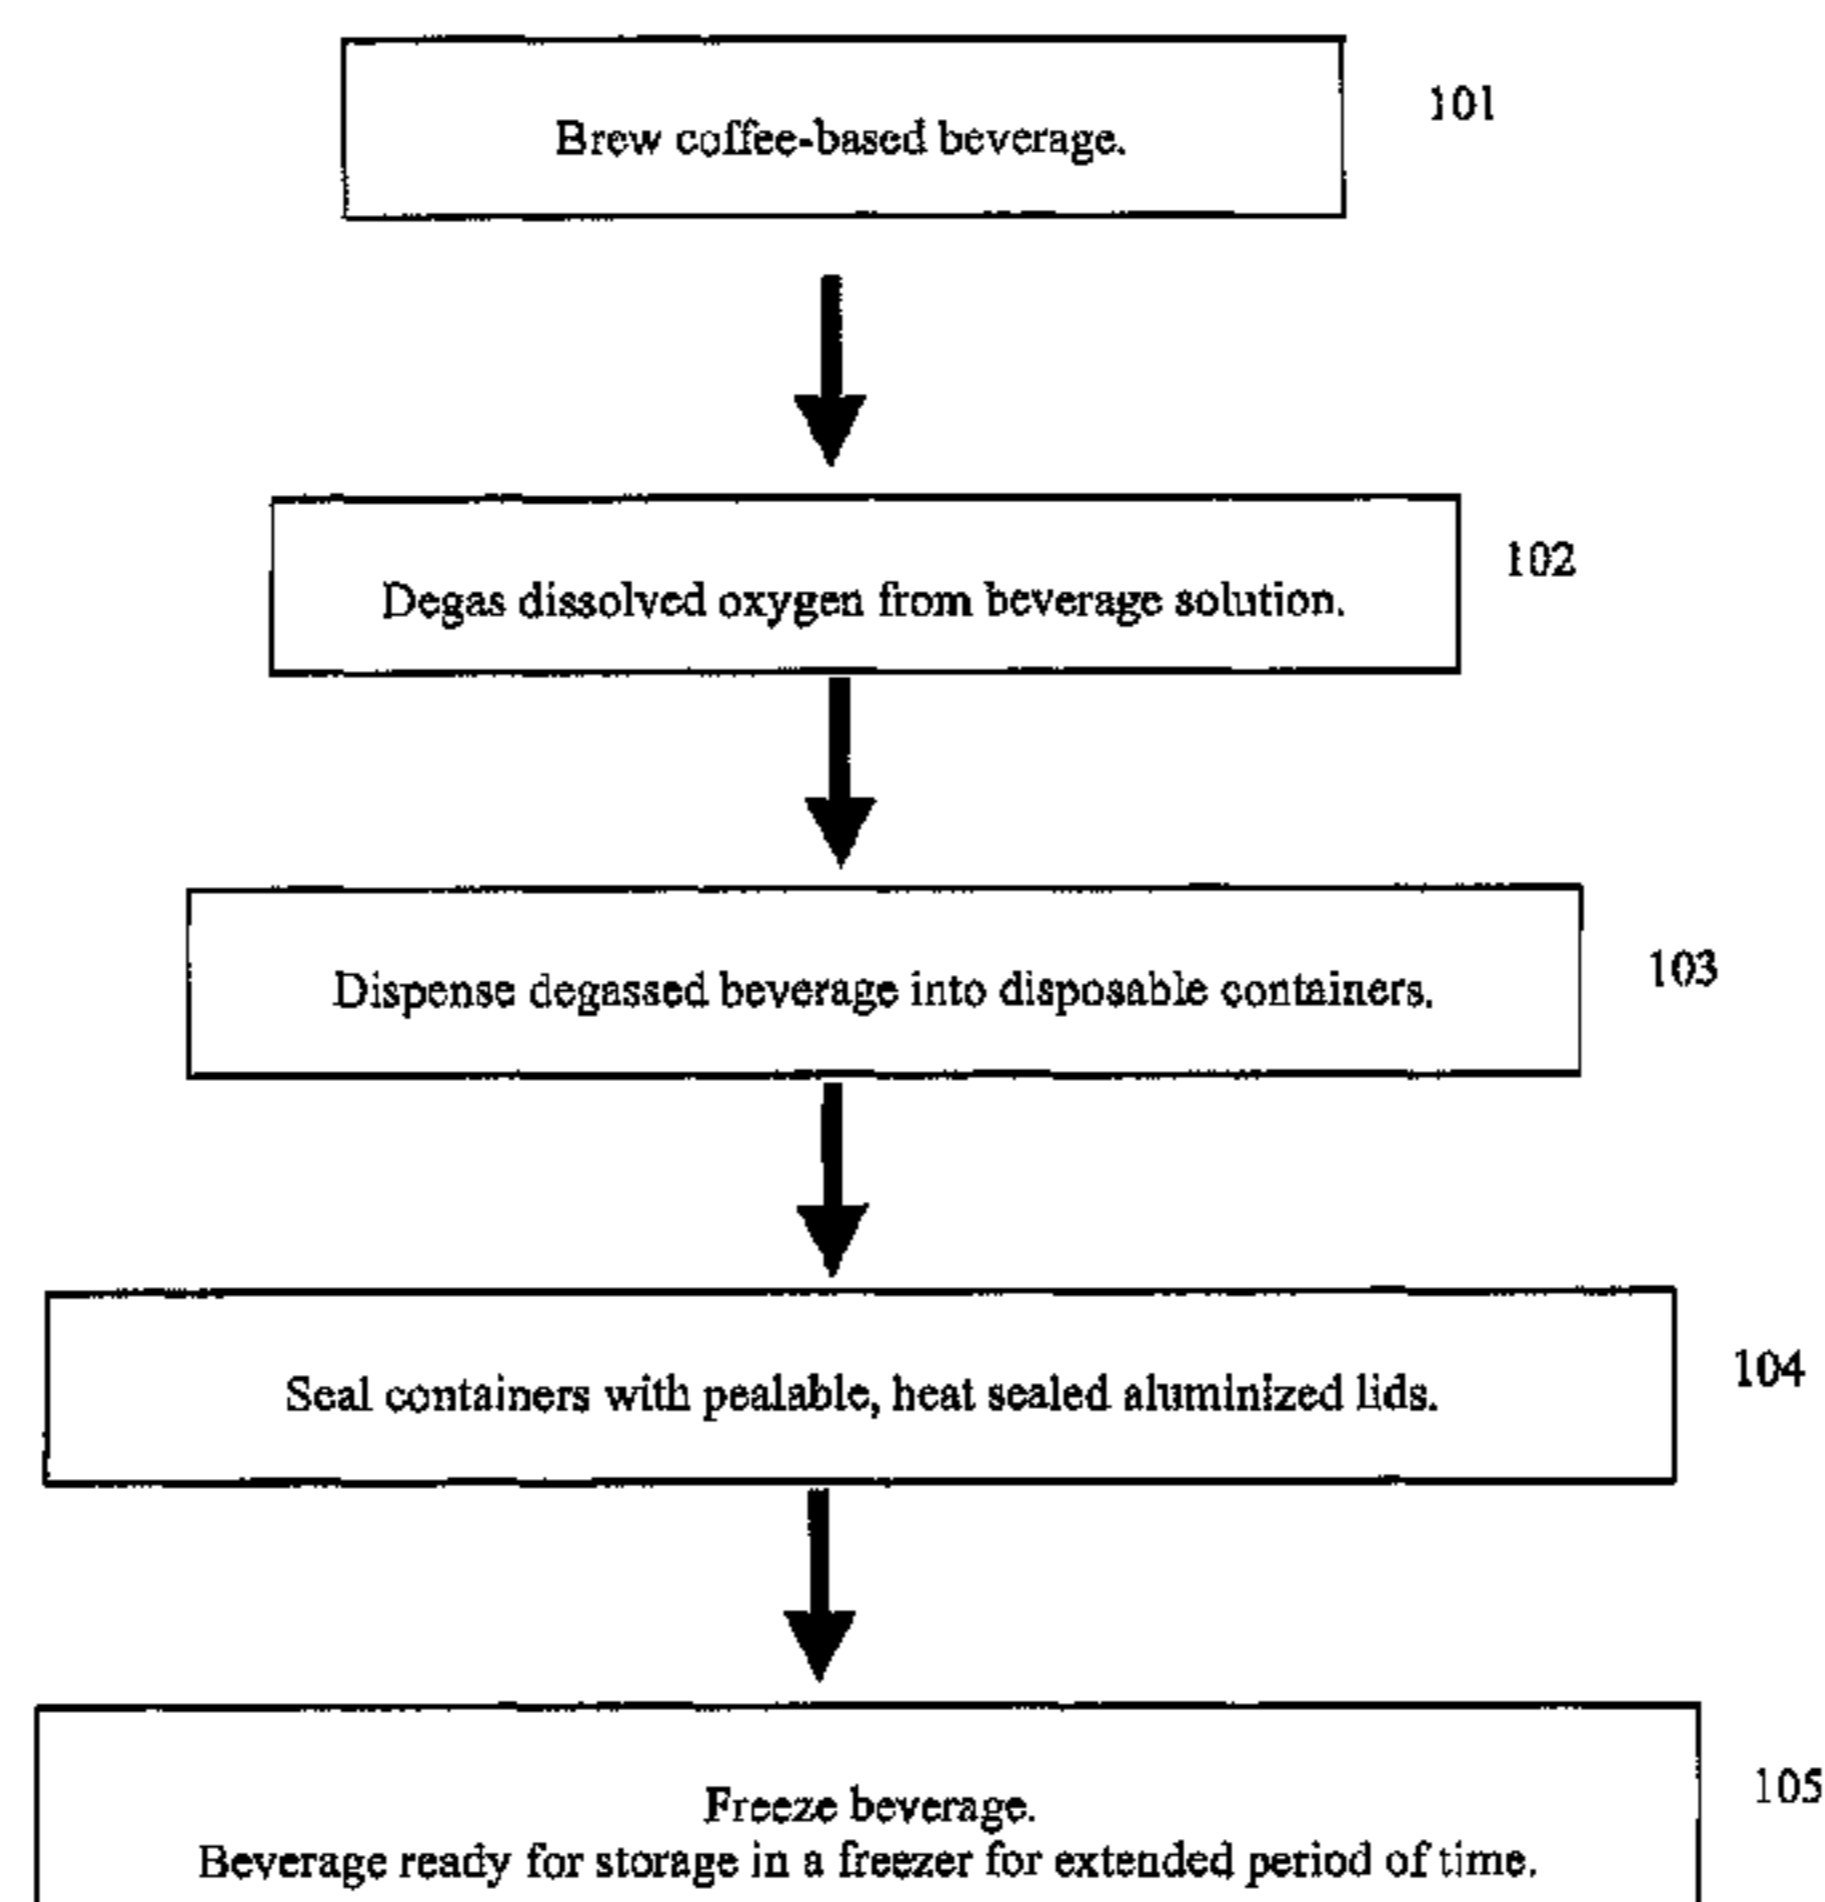 101
Brew coffee-based beverage.
102
Degas dissolved oxygen from beverage solution.
103
Dispense degassed beverage into disposable containers.
104
Seal containers with pealable, heat sealed aluminized lids.
105
Freeze beverage.
Beverage ready for storage in a freezer for extended period of time.